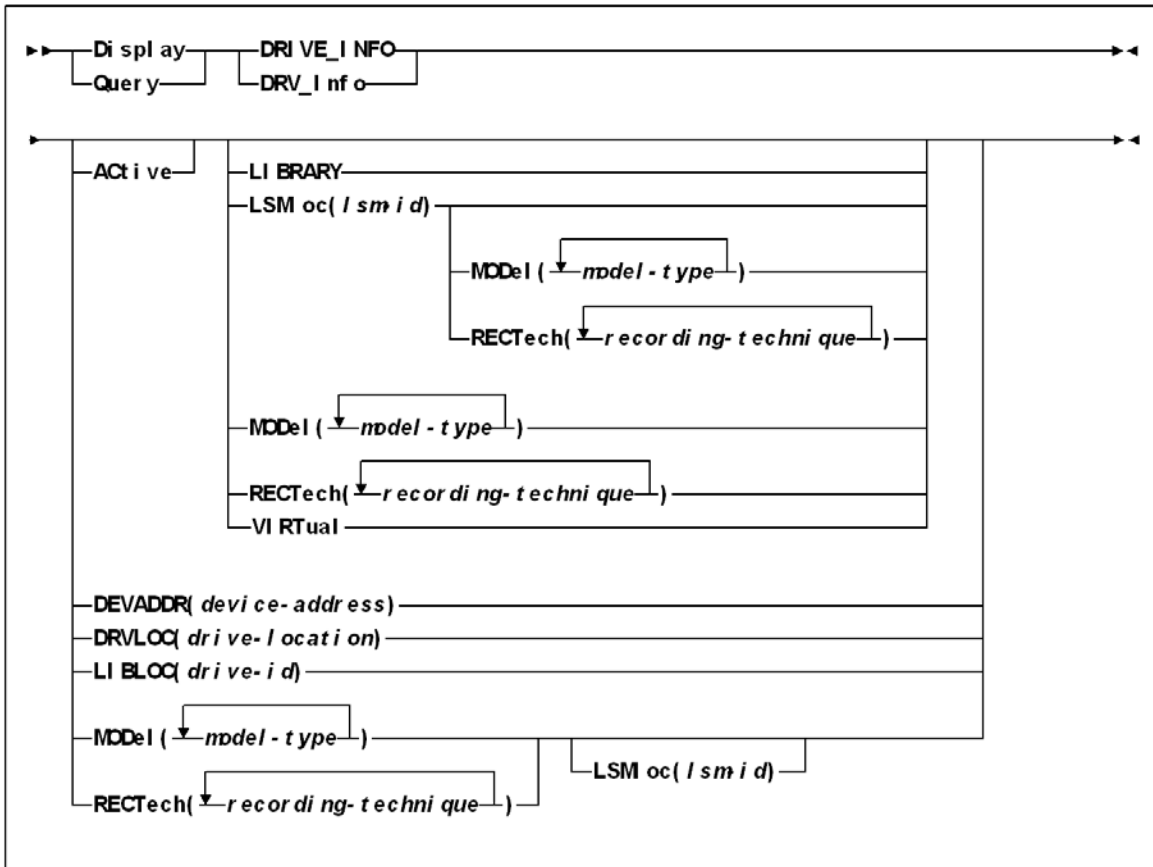 Display DRIVE_INFO
Query DRV_Info
ACtive LIBRARY
LSMloc(lsm-id)
MODel(model-type)
RECTech(recording-technique)
MODel(model-type)
RECTech(recording-technique)
VIRTual
DEVADDR(device-address)
DRVLOC(drive-location)
LIBLOC(drive-id)
MODel(model-type)
LSMloc(lsm-id)
RECTech(recording-technique)